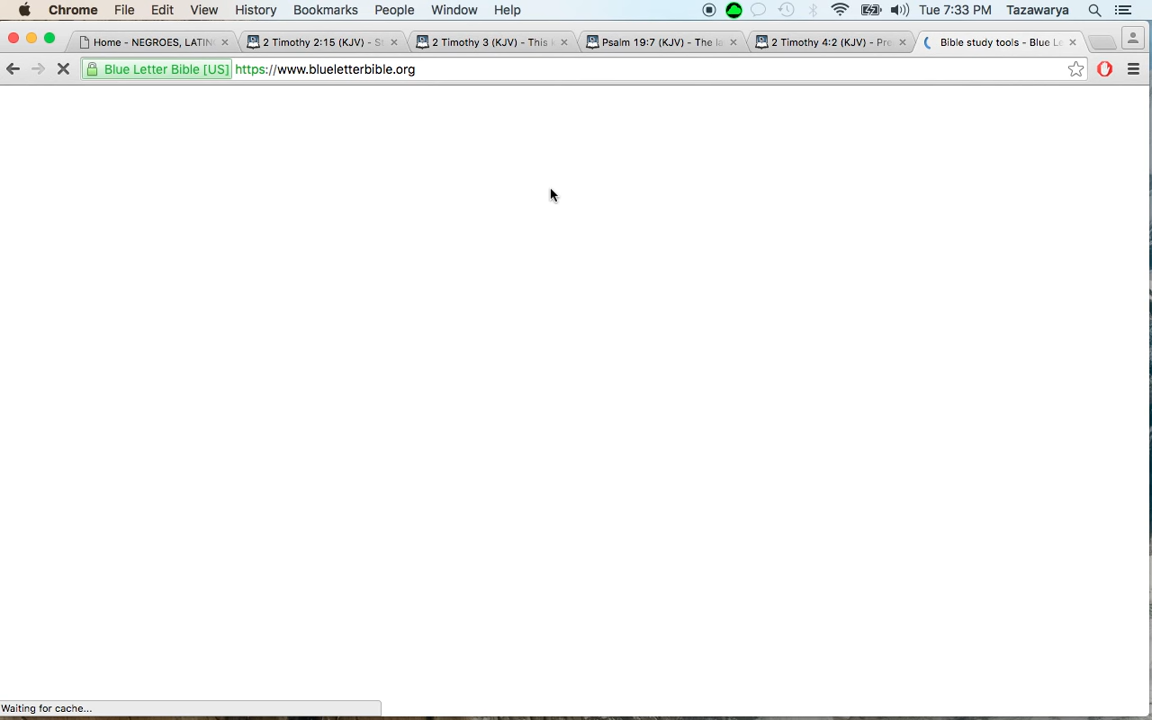 Chrome File Edit View History Bookmarks People Window Help Tue 7:33 PM Tazawarya
Home - NEGROES, LATIN 2 Timothy 2:15 (KJV) - S 2 Timothy 3 (KJV) - This Psalm 19:7 (KJV) - The la 2 Timothy 4:2 (KJV) - Pre Bible study tools - Blue Le
Blue Letter Bible [US] https://www.blueletterbible.org
Waiting for cache...